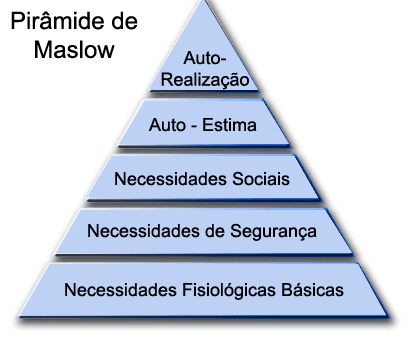 Pirâmide de
Maslow
Auto-
Realização
Auto - Estima
Necessidades Sociais
Necessidades de Segurança
Necessidades Fisiológicas Básicas